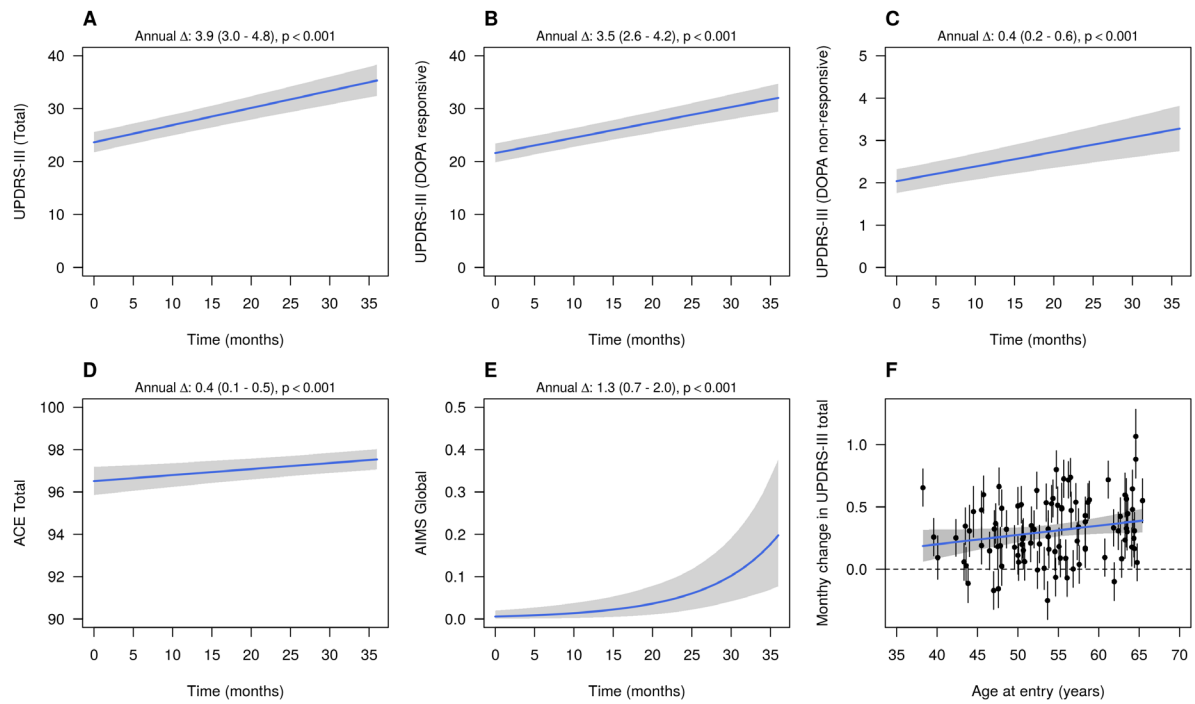 A
Annual Δ: 3.9 (3.0 - 4.8), p < 0.001
UPDRS-III (Total)
40
30
20
10
0
0 5 10 15 20 25 30 35
Time (months)
B
Annual Δ: 3.5 (2.6 - 4.2), p < 0.001
UPDRS-III (DOPA responsive)
40
30
20
10
0
0 5 10 15 20 25 30 35
Time (months)
C
Annual Δ: 0.4 (0.2 - 0.6), p < 0.001
UPDRS-III (DOPA non-responsive)
5
4
3
2
1
0
0 5 10 15 20 25 30 35
Time (months)
D
Annual Δ: 0.4 (0.1 - 0.5), p < 0.001
ACE Total
100
98
96
94
92
90
0 5 10 15 20 25 30 35
Time (months)
E
Annual Δ: 1.3 (0.7 - 2.0), p < 0.001
AIMS Global
0.5
0.4
0.3
0.2
0.1
0.0
0 5 10 15 20 25 30 35
Time (months)
F
Monthy change in UPDRS-III total
1.0
0.5
0.0
35 40 45 50 55 60 65 70
Age at entry (years)